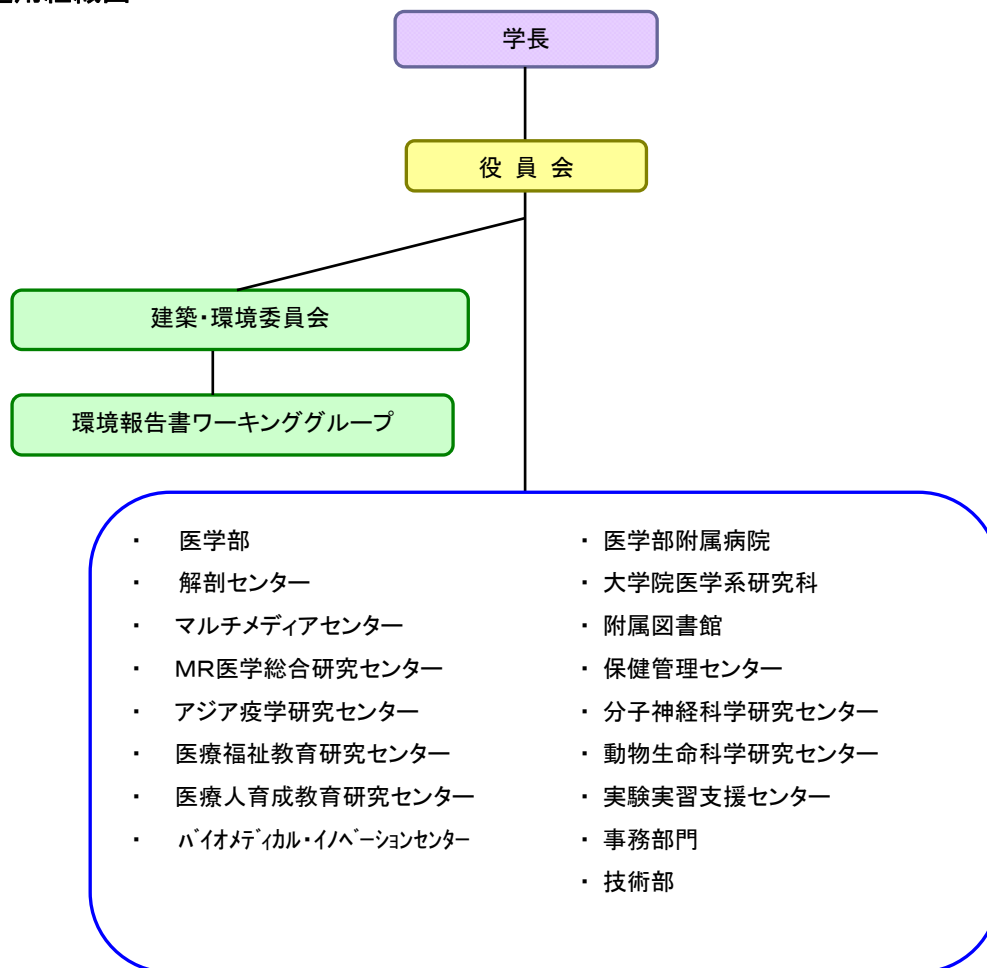 運用組織図
学長
役 員 会
建築・環境委員会
環境報告書ワーキンググループ
・ 医学部
・ 解剖センター
・ マルチメディアセンター
・ MR医学総合研究センター
・ アジア疫学研究センター
・ 医療福祉教育研究センター
・ 医療人育成教育研究センター
・ バイオメディカル・イノベーションセンター
・ 医学部附属病院
・ 大学院医学系研究科
・ 附属図書館
・ 保健管理センター
・ 分子神経科学研究センター
・ 動物生命科学研究センター
・ 実験実習支援センター
・ 事務部門
・ 技術部